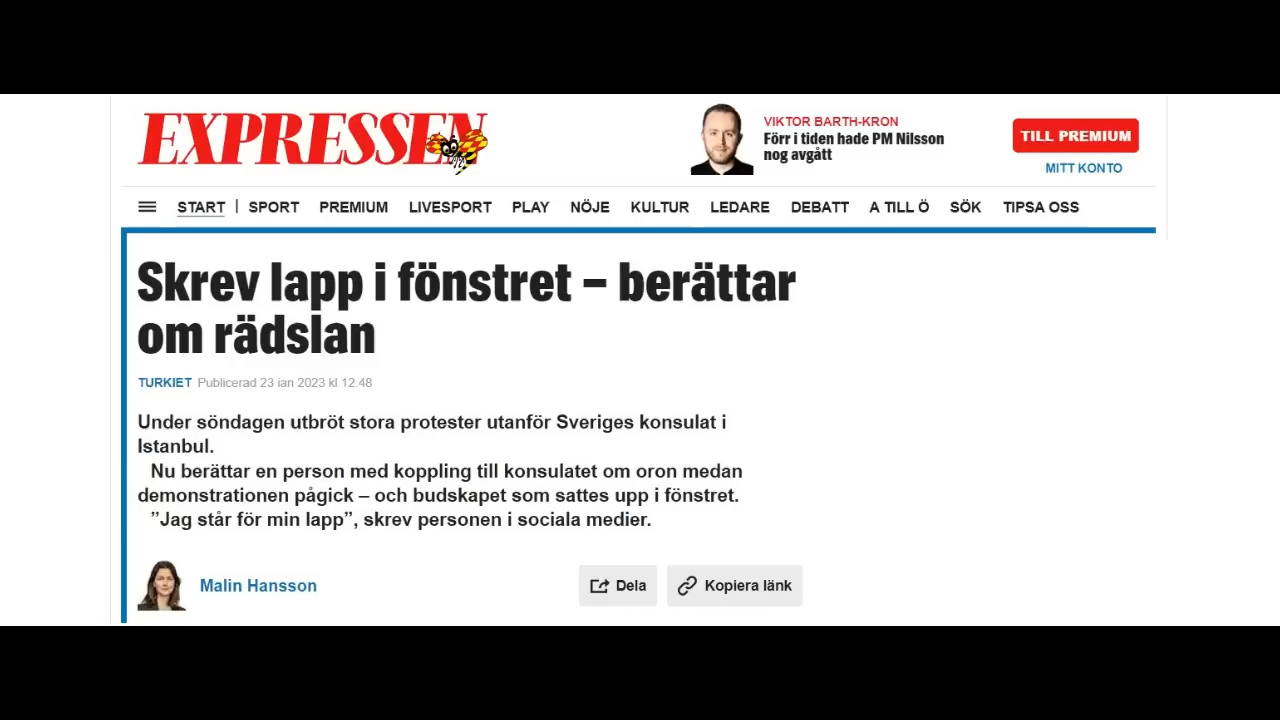 EXPRESSEN
VIKTOR BARTH-KRON
Förr i tiden hade PM Nilsson
nog avgått
TILL PREMIUM
MITT KONTO
START | SPORT PREMIUM LIVESPORT PLAY NÖJE KULTUR LEDARE DEBATT A TILL Ö SÖK TIPSA OSS
Skrev lapp i fönstret – berättar
om rädslan
TURKIET Publicerad 23 jan 2023 kl 12.48
Under söndagen utbröt stora protester utanför Sveriges konsulat i
Istanbul.
Nu berättar en person med koppling till konsulatet om oron medan
demonstrationen pågick – och budskapet som sattes upp i fönstret.
”Jag står för min lapp”, skrev personen i sociala medier.
Malin Hansson
Dela
Kopiera länk